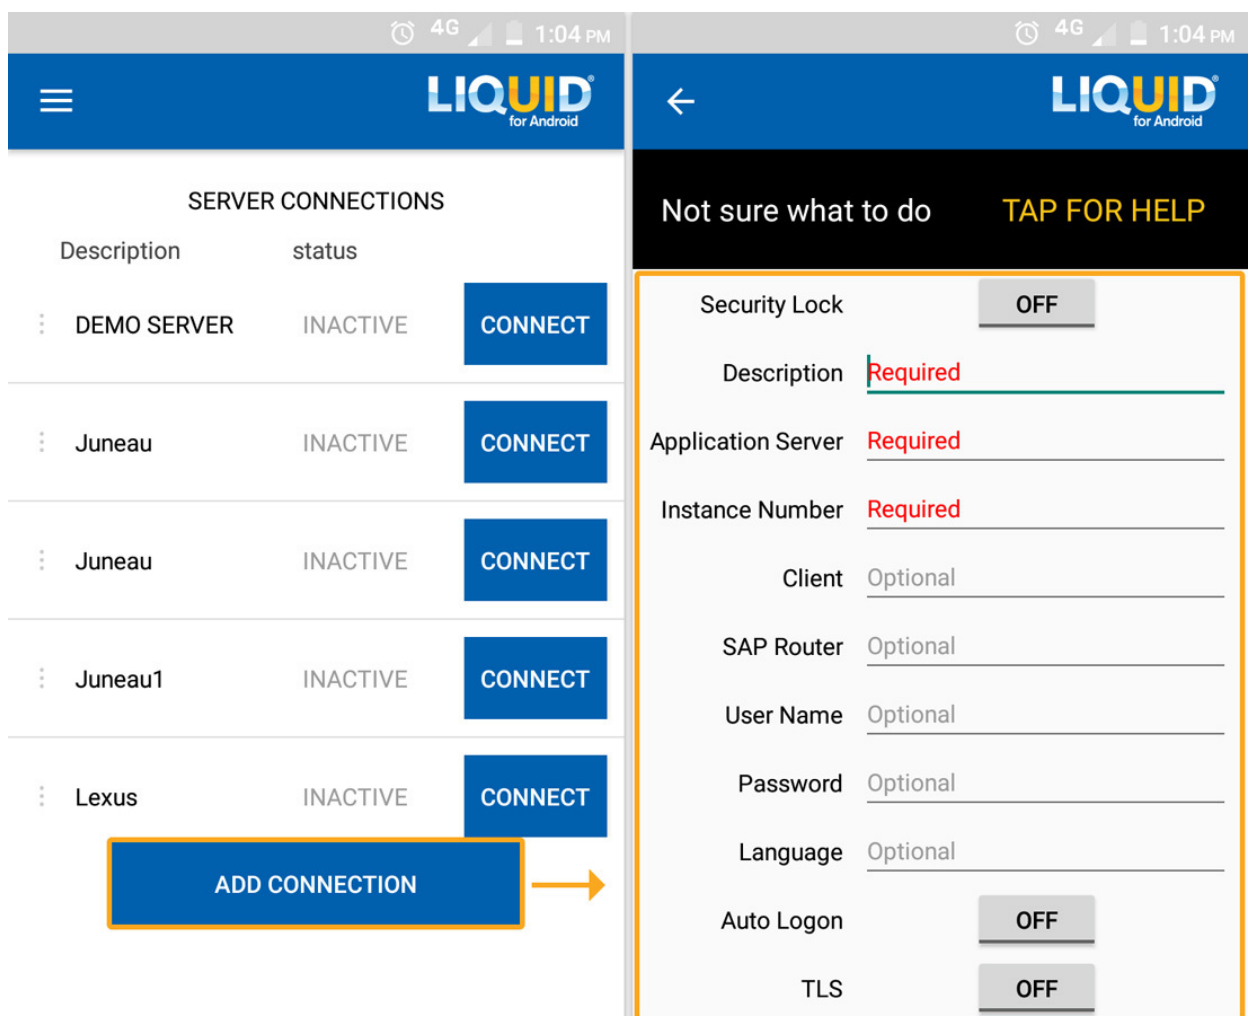 4G 1:04 PM
LIQUID®
for Android
SERVER CONNECTIONS
Description status
DEMO SERVER INACTIVE CONNECT
Juneau INACTIVE CONNECT
Juneau INACTIVE CONNECT
Juneau1 INACTIVE CONNECT
Lexus INACTIVE CONNECT
ADD CONNECTION
4G 1:04 PM
LIQUID®
for Android
Not sure what to do TAP FOR HELP
Security Lock OFF
Description Required
Application Server Required
Instance Number Required
Client Optional
SAP Router Optional
User Name Optional
Password Optional
Language Optional
Auto Logon OFF
TLS OFF